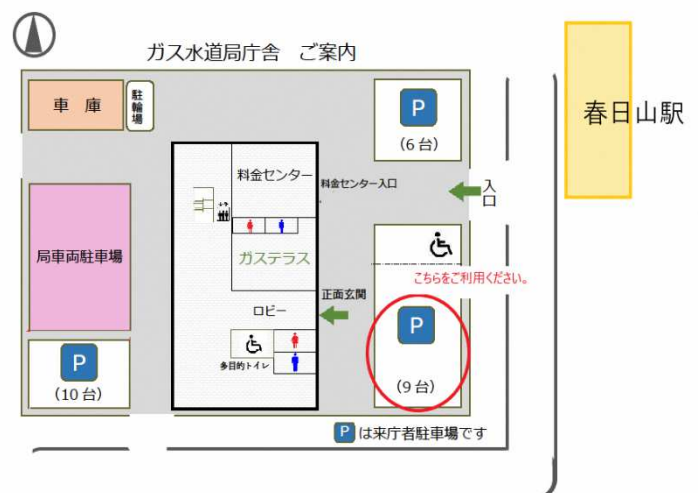 ガス水道局庁舎 ご案内
車 庫
駐輪場
P
(6 台)
春日山駅
料金センター
料金センター入口
入口
局車両駐車場
ガステラス
こちらをご利用ください。
正面玄関
ロビー
P
(9 台)
多目的トイレ
P
(10 台)
P は来庁者駐車場です